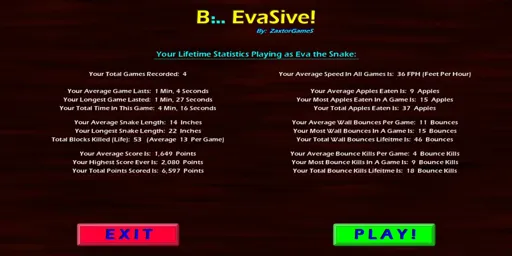 B:.. EvaSive!
By: ZaxtorGameS
Your Lifetime Statistics Playing as Eva the Snake:
Your Total Games Recorded: 4
Your Average Speed In All Games Is: 36 FPH (Feet Per Hour)
Your Average Game Lasts: 1 Min, 4 Seconds
Your Longest Game Lasted: 1 Min, 27 Seconds
Your Total Time In This Game: 4 Min, 16 Seconds
Your Average Apples Eaten Is: 9 Apples
Your Most Apples Eaten In A Game Is: 15 Apples
Your Total Apples Eaten Is: 37 Apples
Your Average Snake Length: 14 Inches
Your Longest Snake Length: 22 Inches
Total Blocks Killed (Life): 53 (Average 13 Per Game)
Your Average Wall Bounces Per Game: 11 Bounces
Your Most Wall Bounces In A Game Is: 15 Bounces
Your Total Wall Bounces Lifeitme Is: 46 Bounces
Your Average Score Is: 1,649 Points
Your Highest Score Ever Is: 2,080 Points
Your Total Points Scored Is: 6,597 Points
Your Average Bounce Kills Per Game: 4 Bounce Kills
Your Most Bounce Kills In A Game Is: 9 Bounce Kills
Your Total Bounce Kills Lifeitme Is: 18 Bounce Kills
EXIT
PLAY!